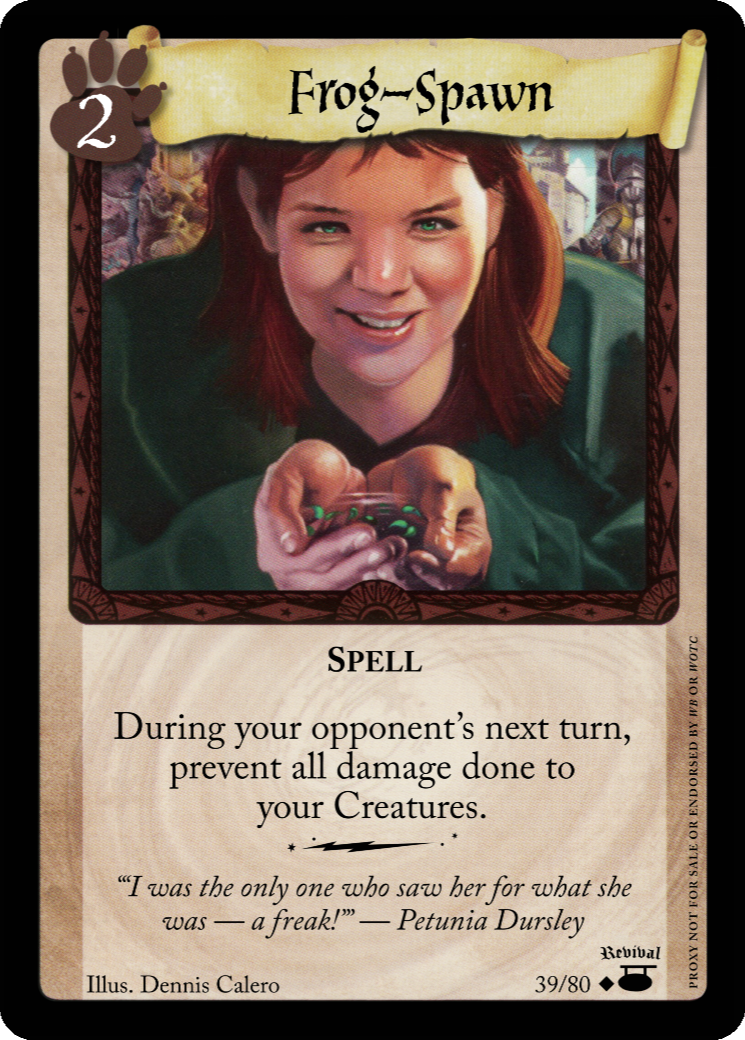 2
Frog–Spawn
SPELL
During your opponent's next turn,
prevent all damage done to
your Creatures.
“‘I was the only one who saw her for what she
was — a freak!’” — Petunia Dursley
Revival
Illus. Dennis Calero
39/80
PROXY NOT FOR SALE OR ENDORSED BY WB OR WOTC